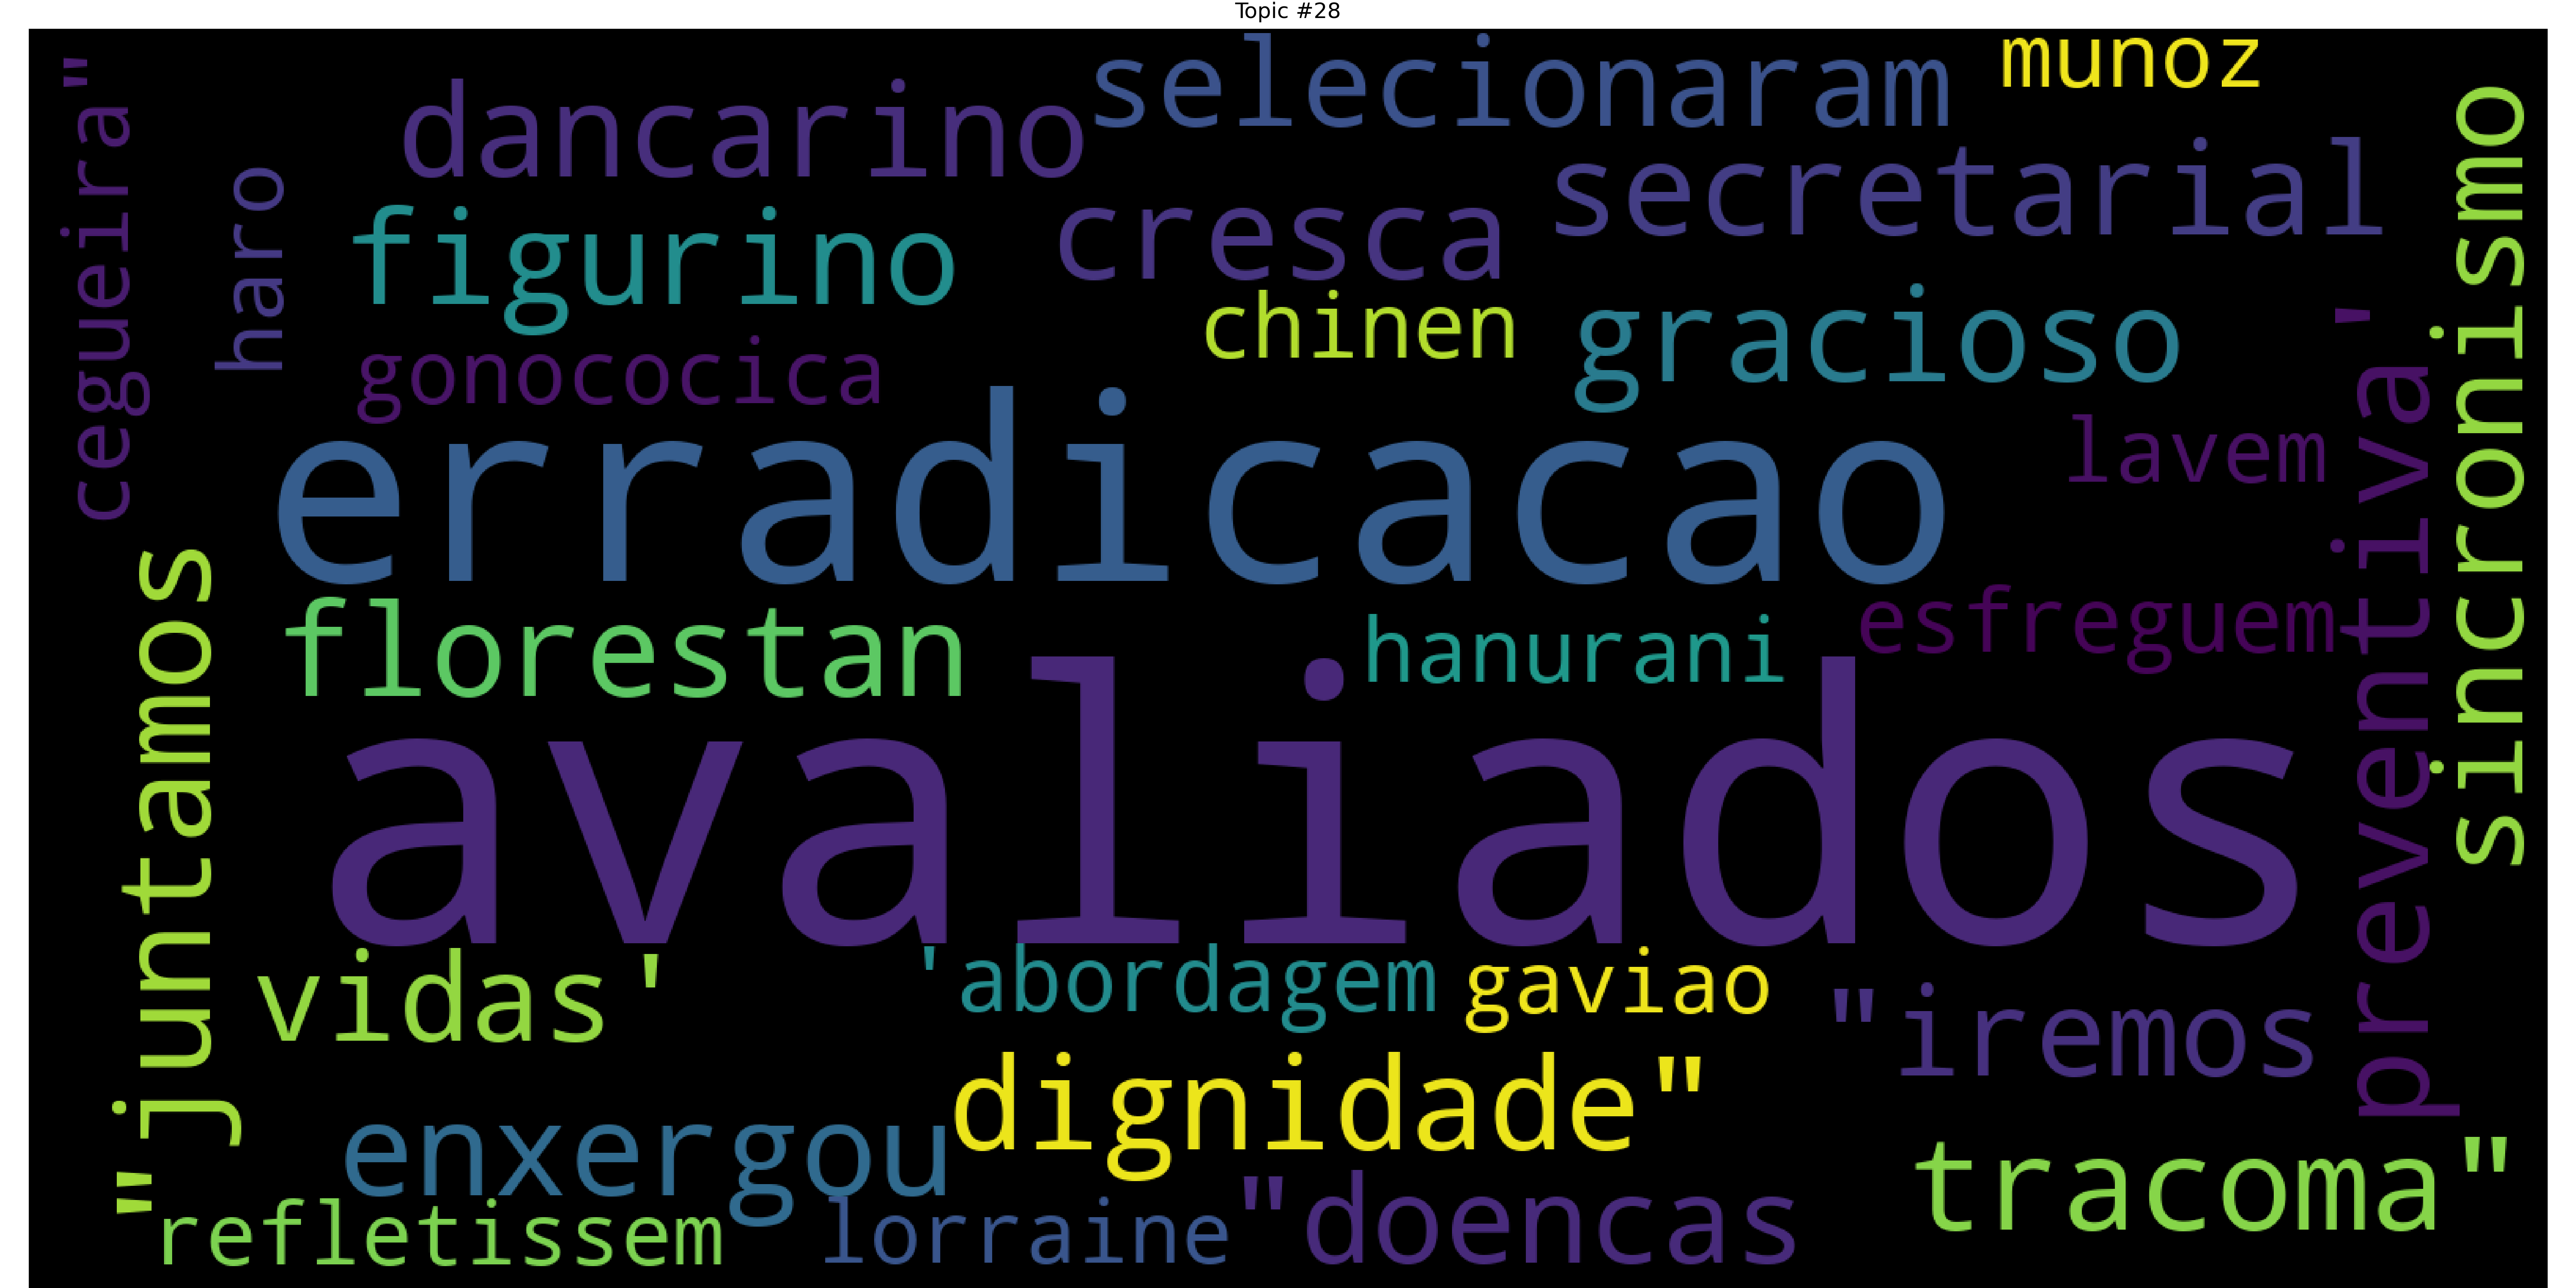 Topic #28
cegueira"
haro
dancarino
selecionaram
munoz
secretarial
sincronismo
figurino
cresca
chinen
gracioso
gonococica
preventiva'
lavem
erradicacao
"juntamos
florestan
hanurani
esfreguem
avaliados
vidas'
'abordagem
gaviao
"iremos
dignidade"
enxergou
tracoma"
refletissem
lorraine
"doencas